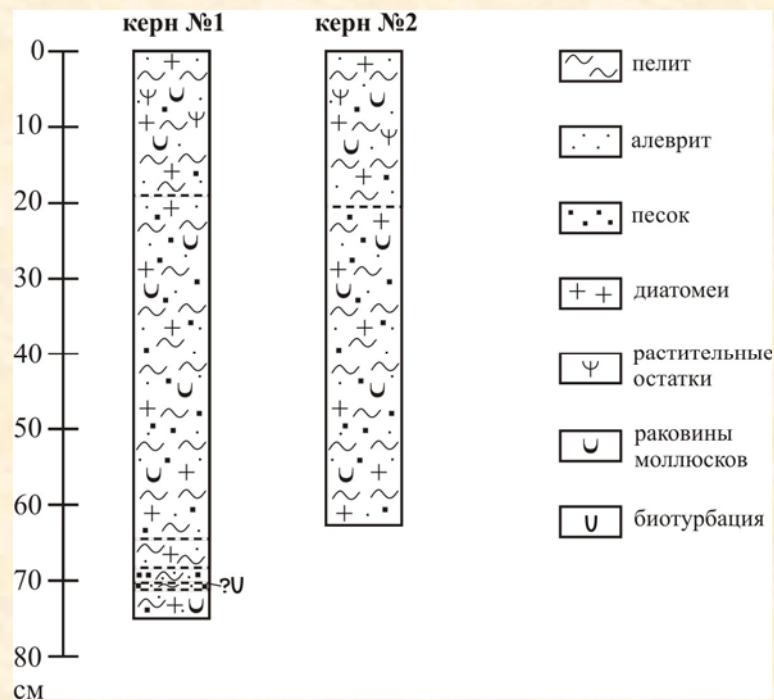 керн №1 керн №2
0
10
20
30
40
50
60
70
80
см
?U
пелит
алеврит
песок
диатомеи
растительные
остатки
раковины
моллюсков
биотурбация